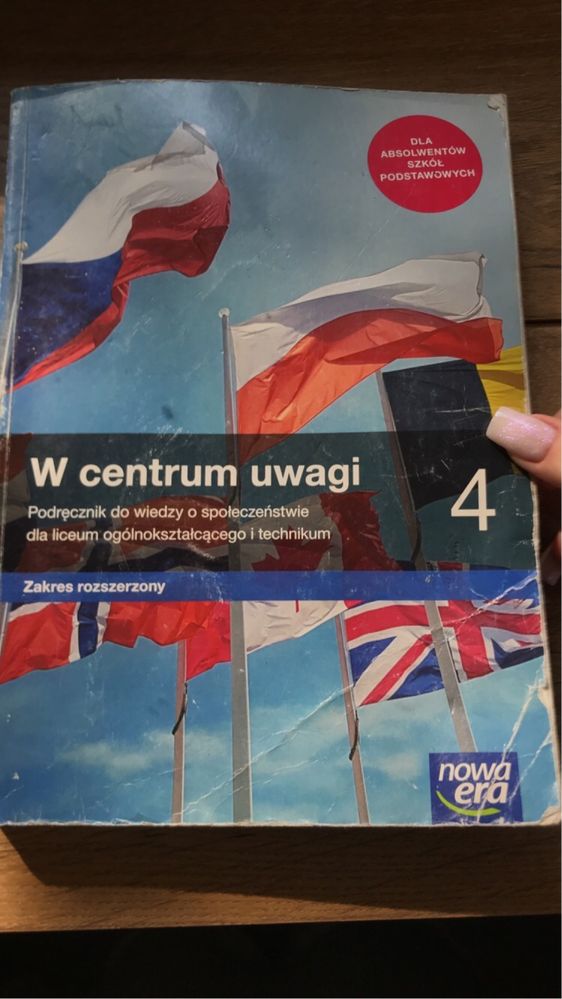 DLA
ABSOLWENTÓW
SZKÓŁ
PODSTAWOWYCH
W centrum uwagi
4
Podręcznik do wiedzy o społeczeństwie
dla liceum ogólnokształcącego i technikum
Zakres rozszerzony
nowa
era